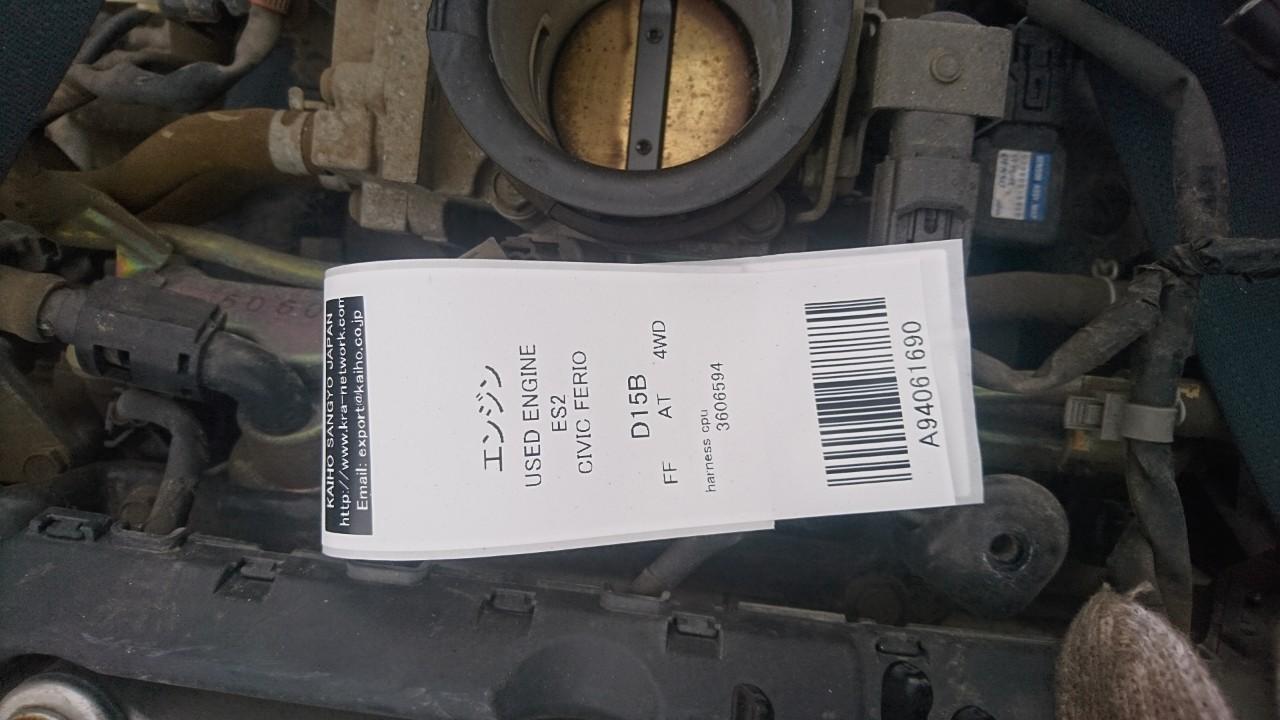 KAIHO SANGYO JAPAN
http://www.kra-network.com
Email: export@kaiho.co.jp
エンジン
USED ENGINE
ES2
CIVIC FERIO
D15B
FF AT 4WD
harness cpu
3606594
A94061690